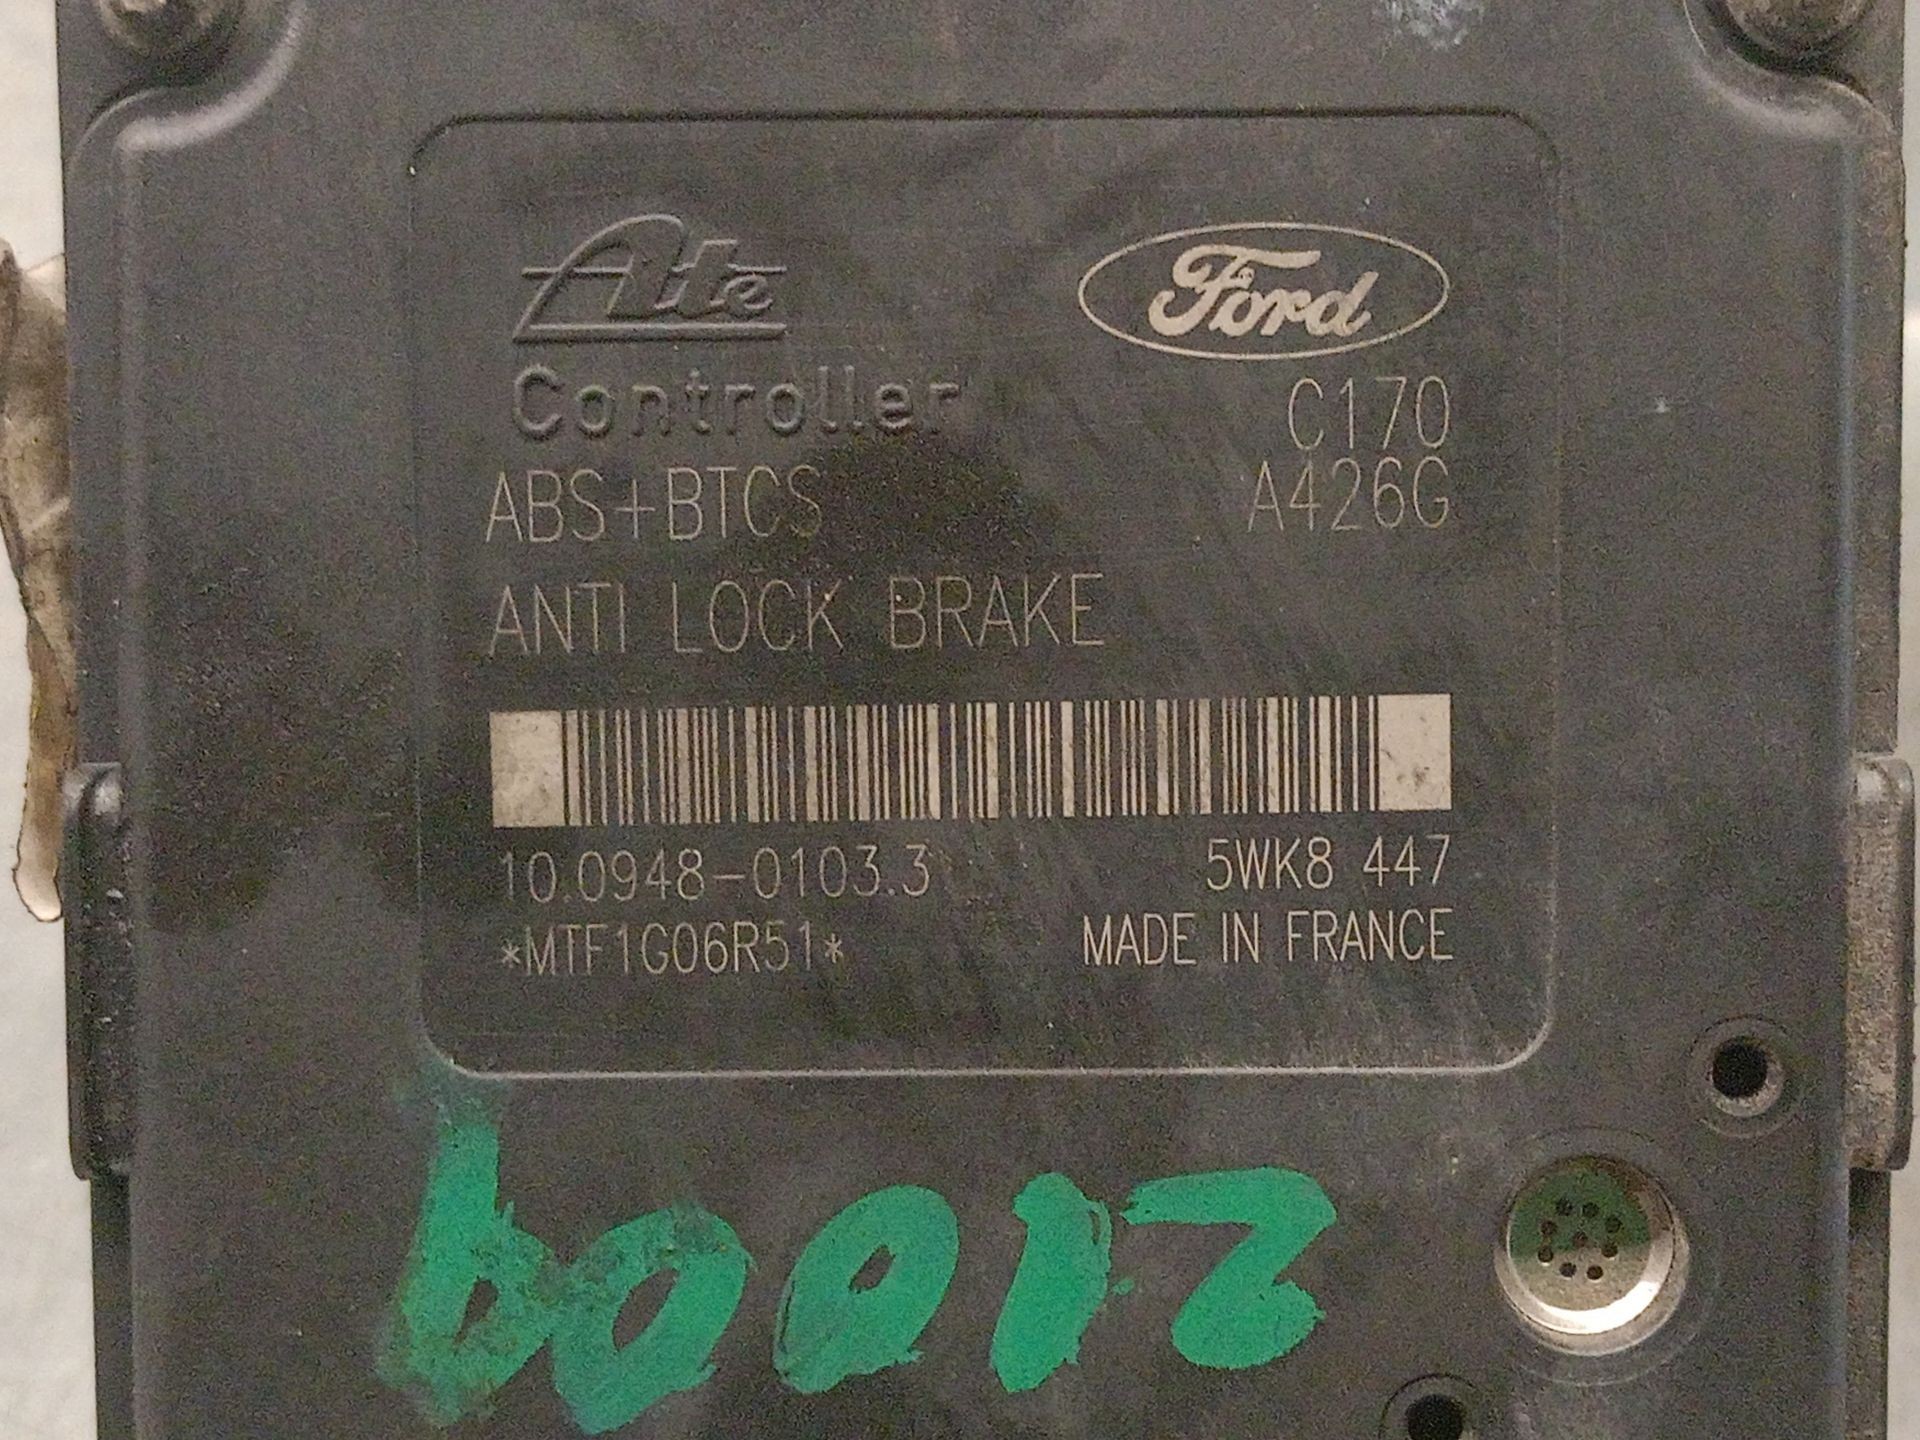 Ate
Ford
Controller
C170
ABS+BTCS
A426G
ANTI LOCK BRAKE
10.0948-0103.3
5WK8 447
*MTF1G06R51*
MADE IN FRANCE